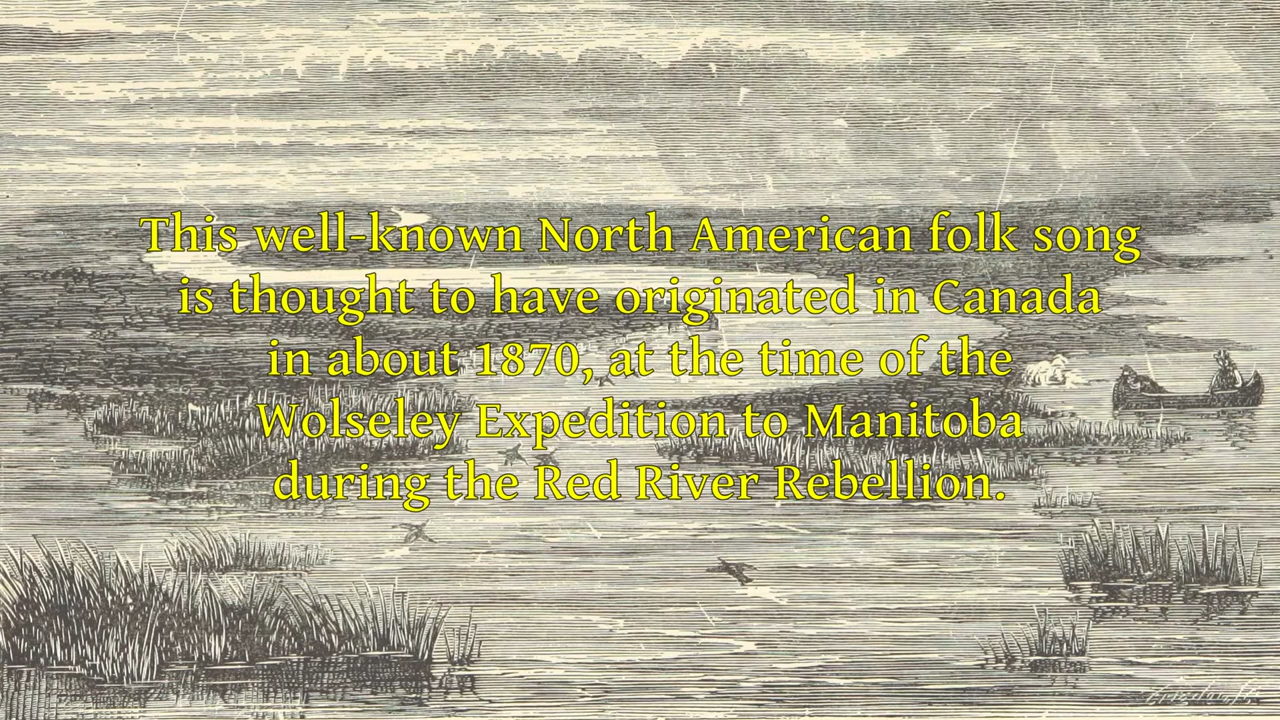 This well-known North American folk song
is thought to have originated in Canada
in about 1870, at the time of the
Wolseley Expedition to Manitoba
during the Red River Rebellion.